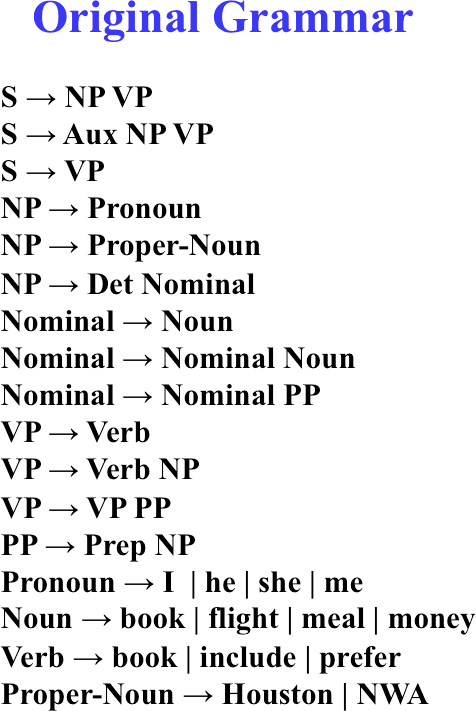 Original Grammar
S → NP VP
S → Aux NP VP
S → VP
NP → Pronoun
NP → Proper-Noun
NP → Det Nominal
Nominal → Noun
Nominal → Nominal Noun
Nominal → Nominal PP
VP → Verb
VP → Verb NP
VP → VP PP
PP → Prep NP
Pronoun → I | he | she | me
Noun → book | flight | meal | money
Verb → book | include | prefer
Proper-Noun → Houston | NWA